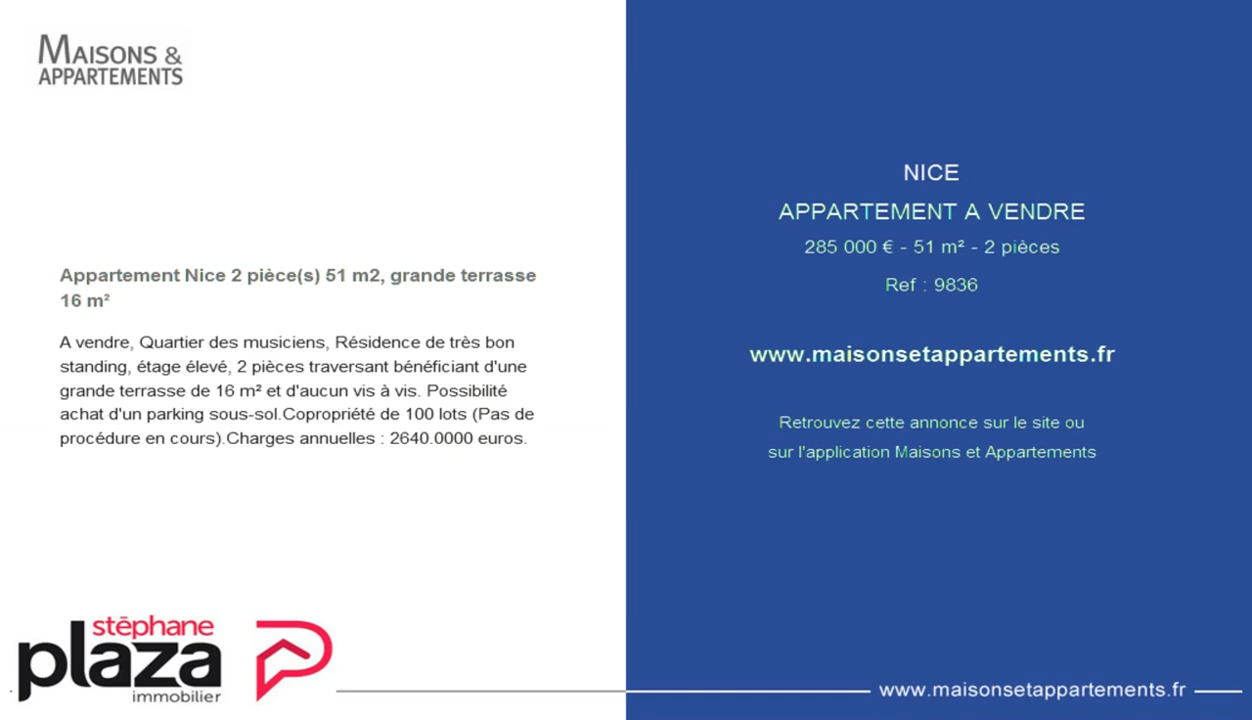 MAISONS &
APPARTEMENTS
Appartement Nice 2 pièce(s) 51 m2, grande terrasse
16 m²
A vendre, Quartier des musiciens, Résidence de très bon
standing, étage élevé, 2 pièces traversant bénéficiant d'une
grande terrasse de 16 m² et d'aucun vis à vis. Possibilité
achat d'un parking sous-sol.Copropriété de 100 lots (Pas de
procédure en cours).Charges annuelles : 2640.0000 euros.
stéphane
plaza
immobilier
NICE
APPARTEMENT A VENDRE
285 000 € - 51 m² - 2 pièces
Ref : 9836
www.maisonsetappartements.fr
Retrouvez cette annonce sur le site ou
sur l'application Maisons et Appartements
www.maisonsetappartements.fr